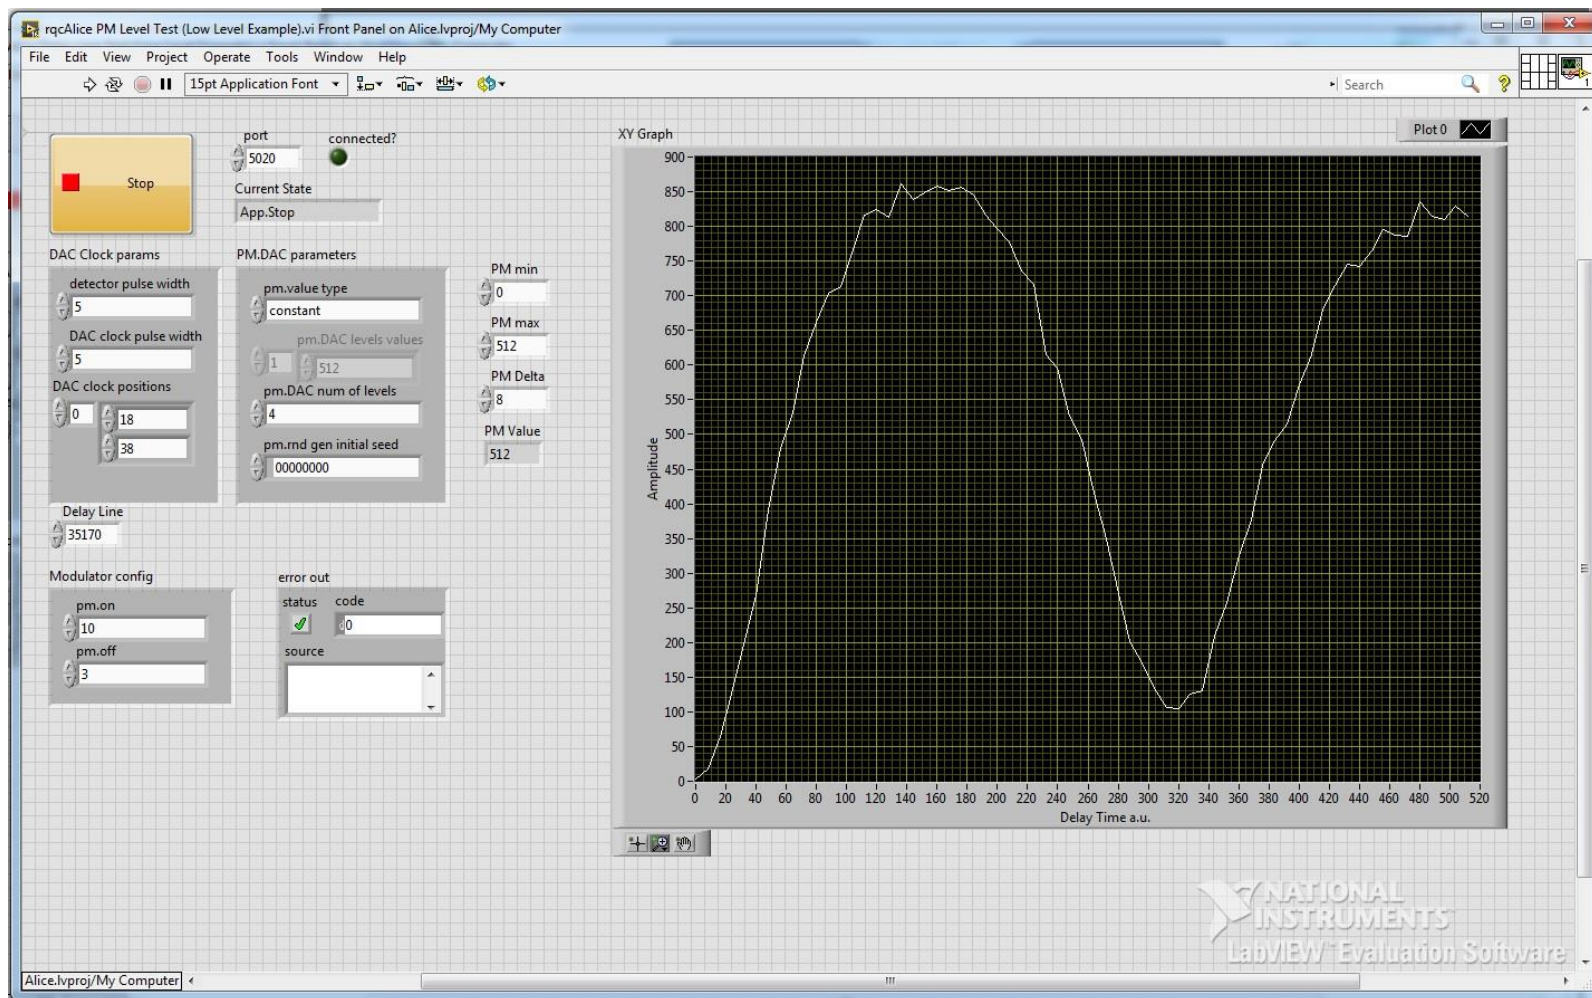 rqcAlice PM Level Test (Low Level Example).vi Front Panel on Alice.lvproj/My Computer
File Edit View Project Operate Tools Window Help
15pt Application Font
Search
1
Stop
port
5020
connected?
Current State
App.Stop
DAC Clock params
detector pulse width
5
DAC clock pulse width
5
DAC clock positions
0
18
38
PM.DAC parameters
pm.value type
constant
pm.DAC levels values
1
512
pm.DAC num of levels
4
pm.rnd gen initial seed
00000000
PM min
0
PM max
512
PM Delta
8
PM Value
512
Delay Line
35170
Modulator config
pm.on
10
pm.off
3
error out
status
code
0
source
XY Graph
Plot 0
Amplitude
900
850
800
750
700
650
600
550
500
450
400
350
300
250
200
150
100
50
0
0 20 40 60 80 100 120 140 160 180 200 220 240 260 280 300 320 340 360 380 400 420 440 460 480 500 520
Delay Time a.u.
NATIONAL
INSTRUMENTS
LabVIEW™ Evaluation Software
Alice.lvproj/My Computer